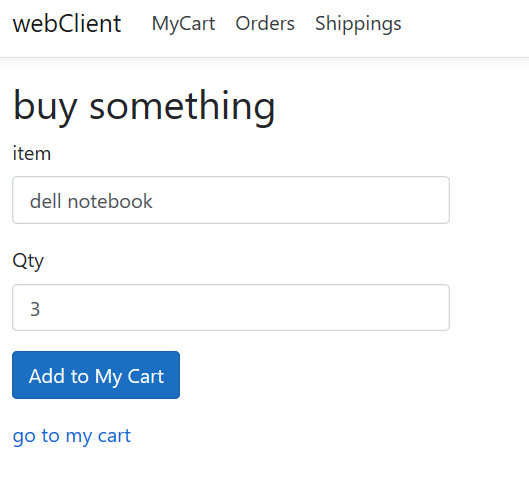 webClient MyCart Orders Shippings
buy something
item
dell notebook
Qty
3
Add to My Cart
go to my cart